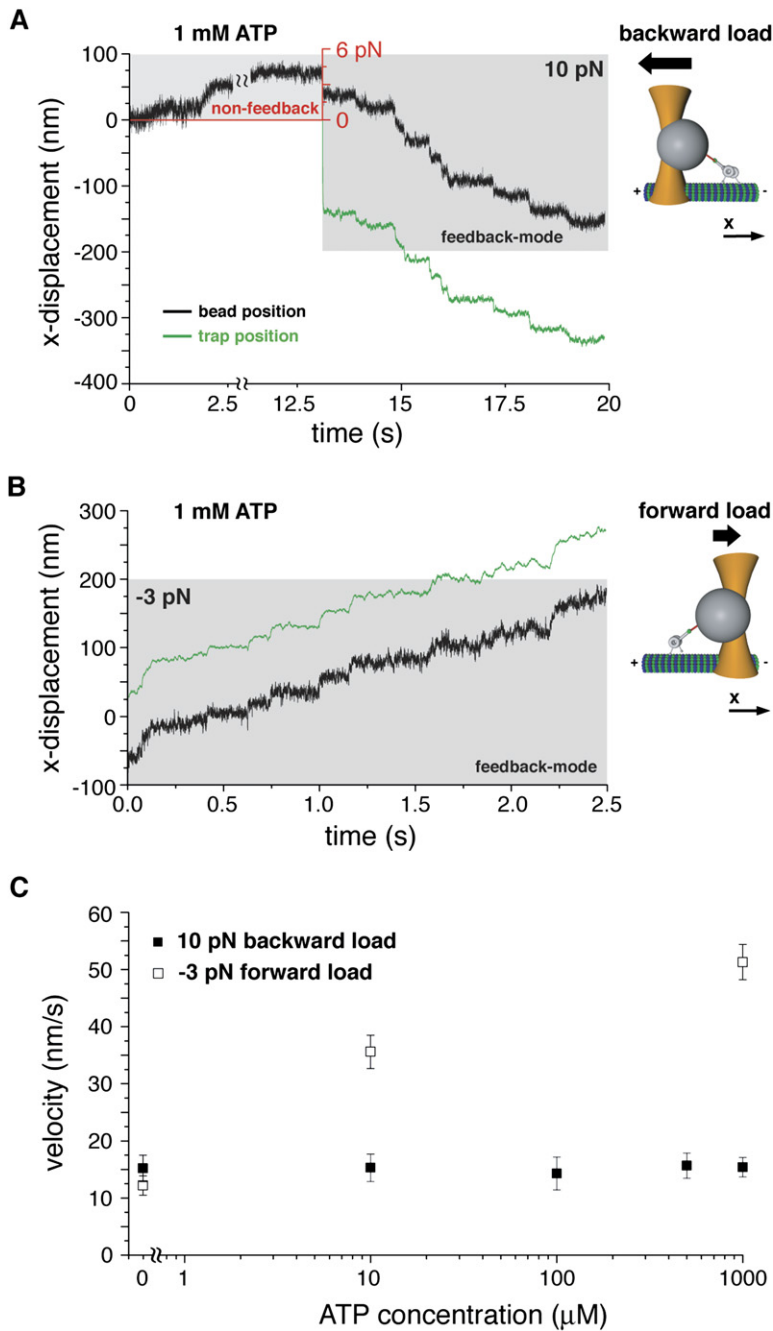 A
1 mM ATP
backward load
100
50
0
-100
-200
-300
-400
x-displacement (nm)
6 pN
0
non-feedback
10 pN
feedback-mode
bead position
trap position
0
2.5
12.5
15
17.5
20
time (s)
+
-
x
B
1 mM ATP
forward load
300
200
100
0
-100
x-displacement (nm)
-3 pN
feedback-mode
0.0
0.5
1.0
1.5
2.0
2.5
time (s)
+
-
x
C
60
50
40
30
20
10
0
velocity (nm/s)
10 pN backward load
-3 pN forward load
0
1
10
100
1000
ATP concentration (µM)